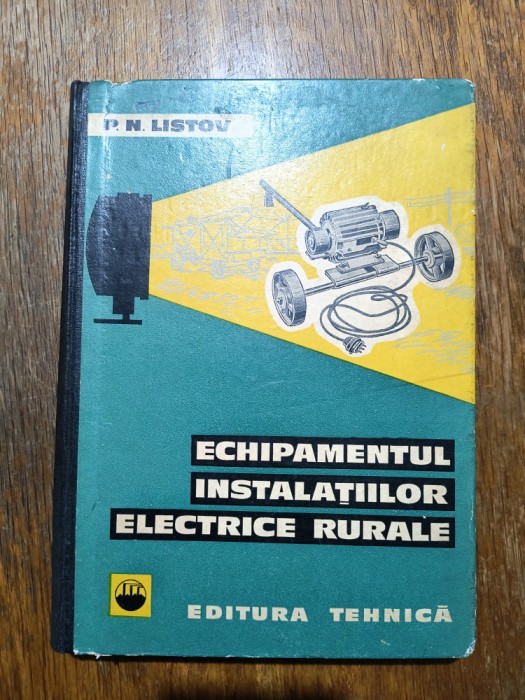 P. N. LISTOV
ECHIPAMENTUL
INSTALAȚIILOR
ELECTRICE RURALE
EDITURA TEHNICĂ